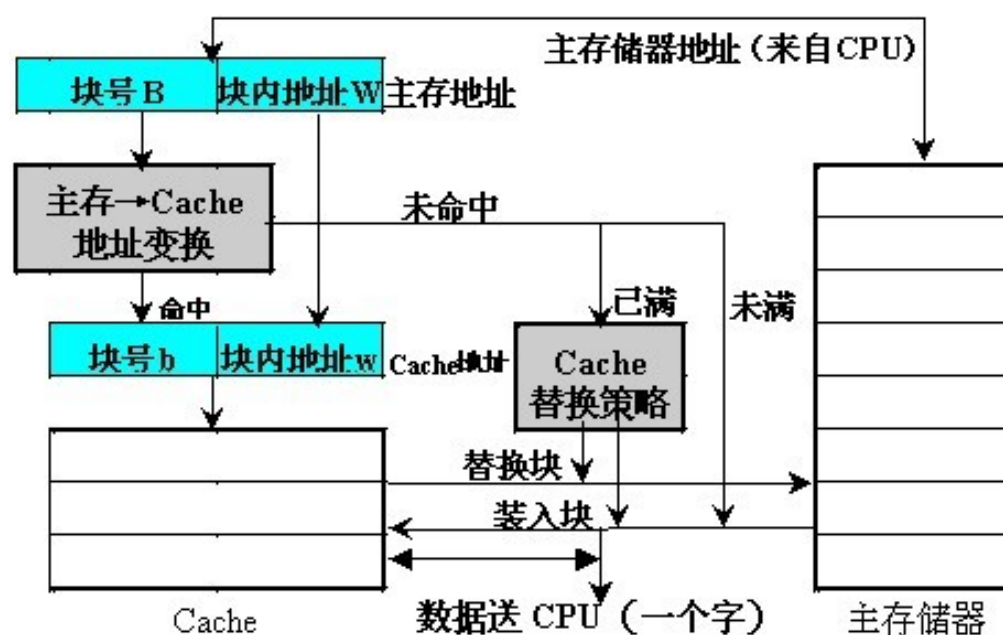 主存储器地址（来自CPU）
块号B 块内地址W 主存地址
主存→Cache
地址变换
未命中
命中
已满
未满
块号b 块内地址w Cache地址
Cache
替换策略
替换块
装入块
Cache
数据送 CPU（一个字）
主存储器